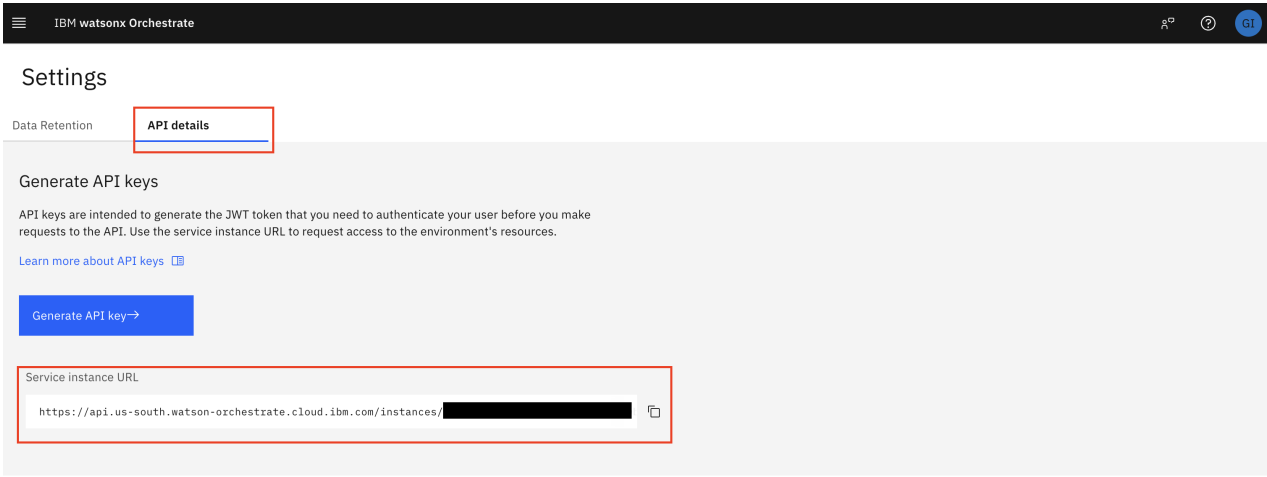 IBM watsonx Orchestrate
GI
Settings
Data Retention
API details
Generate API keys
API keys are intended to generate the JWT token that you need to authenticate your user before you make
requests to the API. Use the service instance URL to request access to the environment's resources.
Learn more about API keys
Generate API key
Service instance URL
https://api.us-south.watson-orchestrate.cloud.ibm.com/instances/